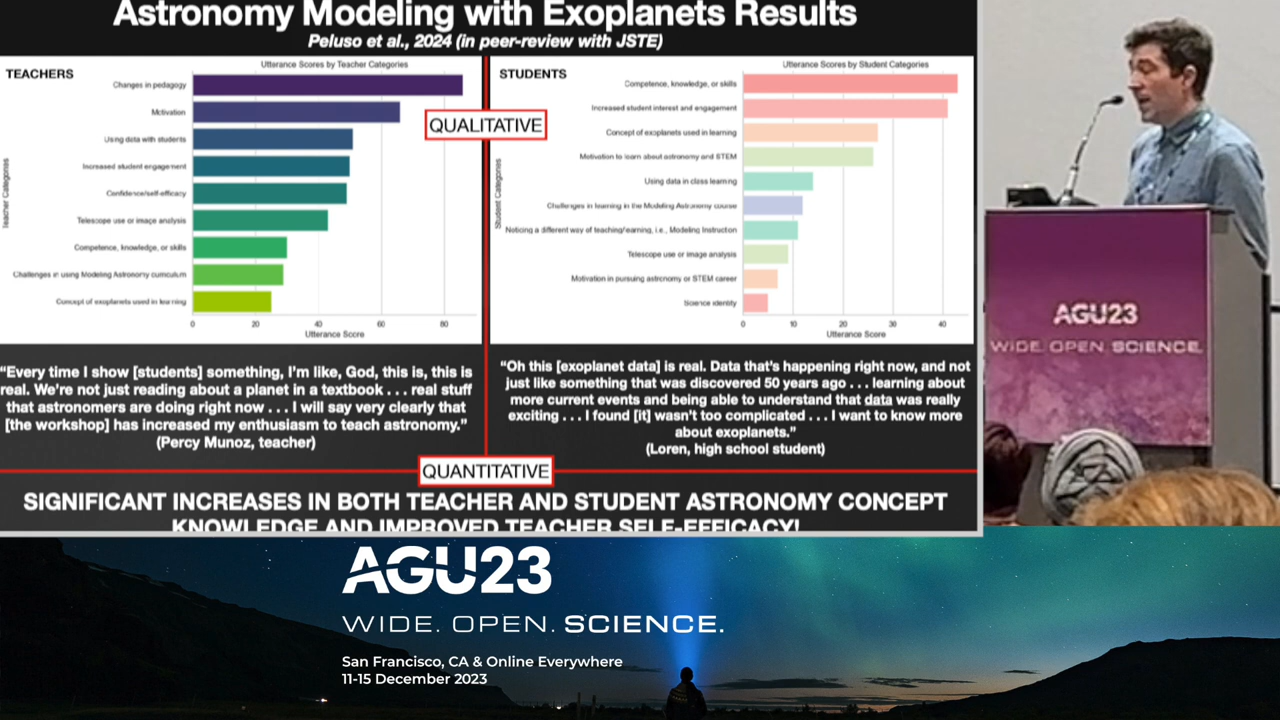 Astronomy Modeling with Exoplanets Results
Peluso et al., 2024 (in peer-review with JSTE)
TEACHERS
Utterance Scores by Teacher Categories
Teacher Categories
Changes in pedagogy
Motivation
Using data with students
Increased student engagement
Confidence/self-efficacy
Telescope use or image analysis
Competence, knowledge, or skills
Challenges in using Modeling Astronomy curriculum
Concept of exoplanets used in learning
0 20 40 60 80
Utterance Score
QUALITATIVE
STUDENTS
Utterance Scores by Student Categories
Student Categories
Competence, knowledge, or skills
Increased student interest and engagement
Concept of exoplanets used in learning
Motivation to learn about astronomy and STEM
Using data in class learning
Challenges in learning in the Modeling Astronomy course
Noticing a different way of teaching/learning, i.e., Modeling Instruction
Telescope use or image analysis
Motivation in pursuing astronomy or STEM career
Science identity
0 10 20 30 40
Utterance Score
“Every time I show [students] something, I'm like, God, this is, this is
real. We're not just reading about a planet in a textbook . . . real stuff
that astronomers are doing right now . . . I will say very clearly that
[the workshop] has increased my enthusiasm to teach astronomy.”
(Percy Munoz, teacher)
“Oh this [exoplanet data] is real. Data that's happening right now, and not
just like something that was discovered 50 years ago . . . learning about
more current events and being able to understand that data was really
exciting . . . I found [it] wasn't too complicated . . . I want to know more
about exoplanets.”
(Loren, high school student)
QUANTITATIVE
SIGNIFICANT INCREASES IN BOTH TEACHER AND STUDENT ASTRONOMY CONCEPT
KNOWLEDGE AND IMPROVED TEACHER SELF-EFFICACY!
AGU23
WIDE OPEN SCIENCE.
AGU23
WIDE. OPEN. SCIENCE.
San Francisco, CA & Online Everywhere
11-15 December 2023